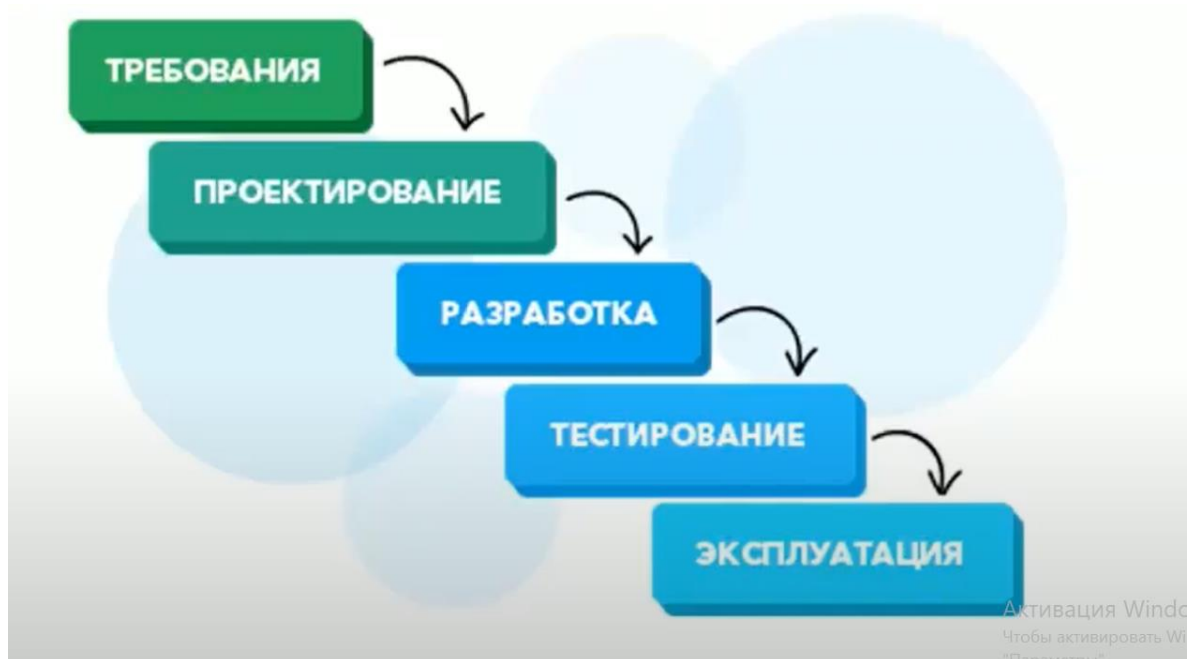 ТРЕБОВАНИЯ
ПРОЕКТИРОВАНИЕ
РАЗРАБОТКА
ТЕСТИРОВАНИЕ
ЭКСПЛУАТАЦИЯ
Активация Windo
Чтобы активировать Wi